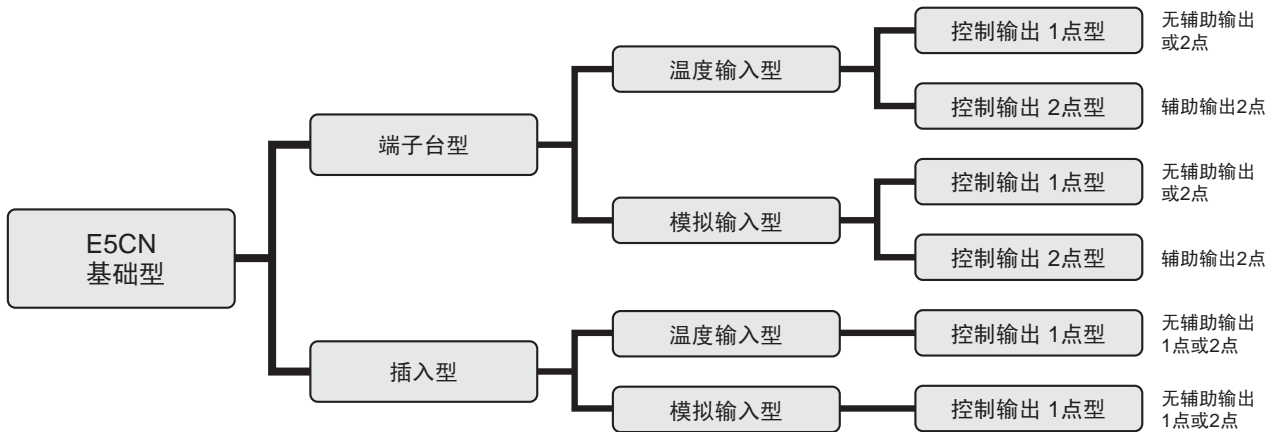 控制输出 1点型
无辅助输出
或2点
温度输入型
控制输出 2点型
辅助输出2点
端子台型
控制输出 1点型
无辅助输出
或2点
模拟输入型
控制输出 2点型
辅助输出2点
E5CN
基础型
温度输入型
控制输出 1点型
无辅助输出
1点或2点
插入型
模拟输入型
控制输出 1点型
无辅助输出
1点或2点